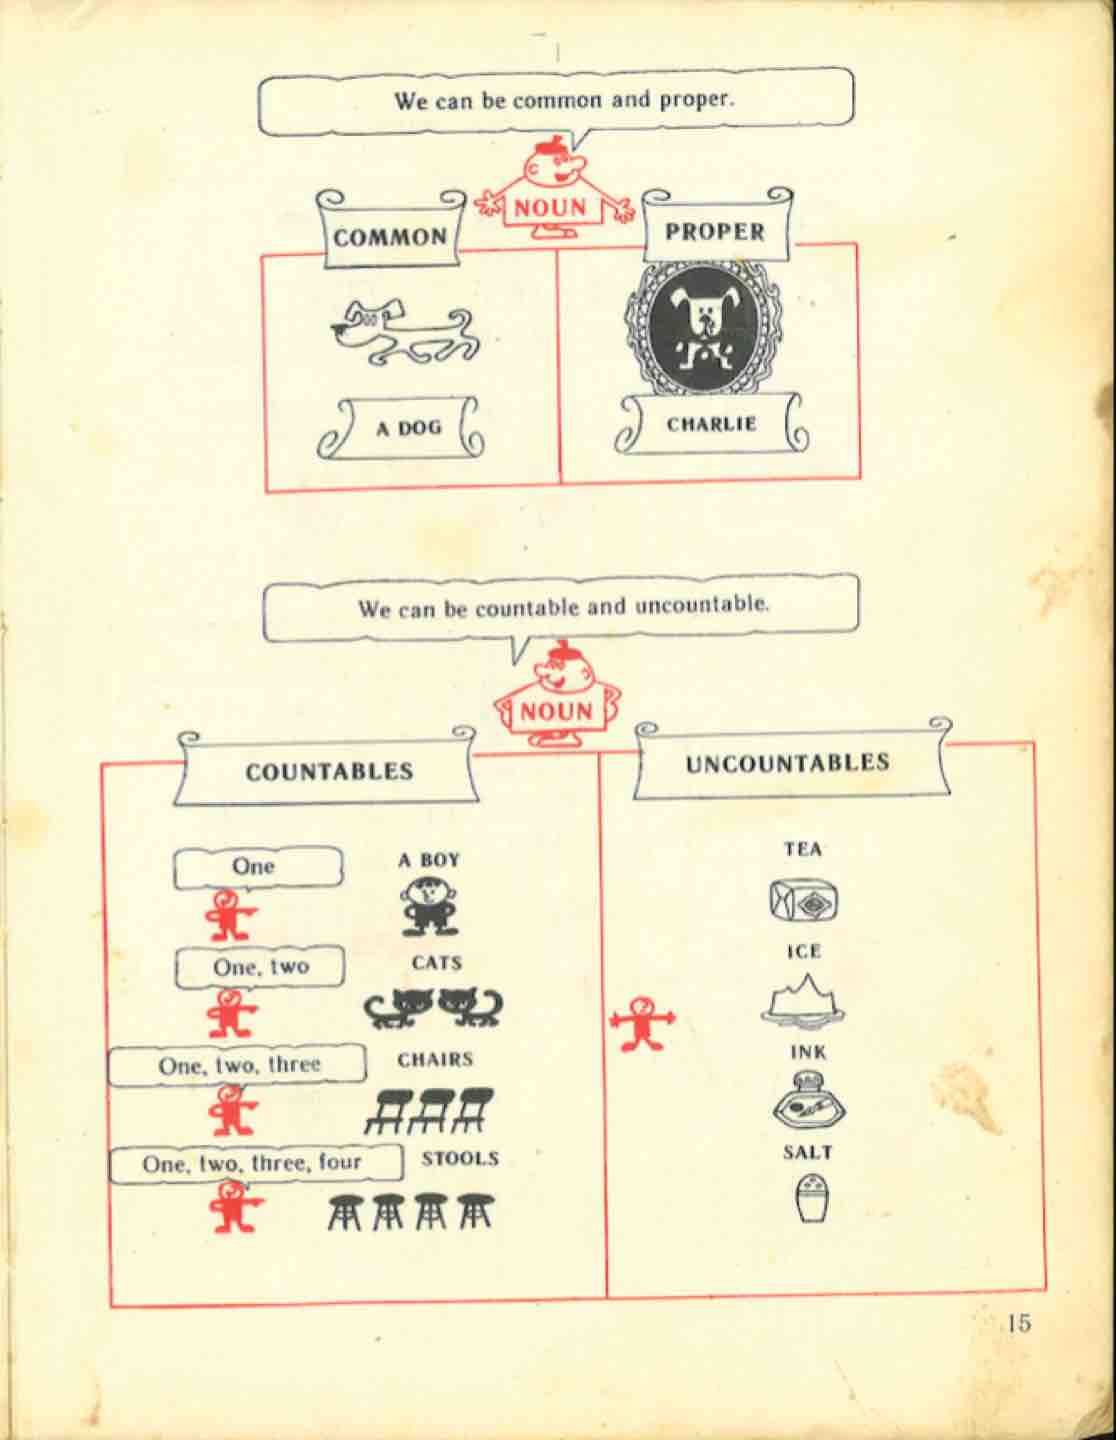 We can be common and proper.
NOUN
COMMON
PROPER
A DOG
CHARLIE
We can be countable and uncountable.
NOUN
COUNTABLES
UNCOUNTABLES
One
A BOY
One, two
CATS
One, two, three
CHAIRS
One, two, three, four
STOOLS
TEA
ICE
INK
SALT
15